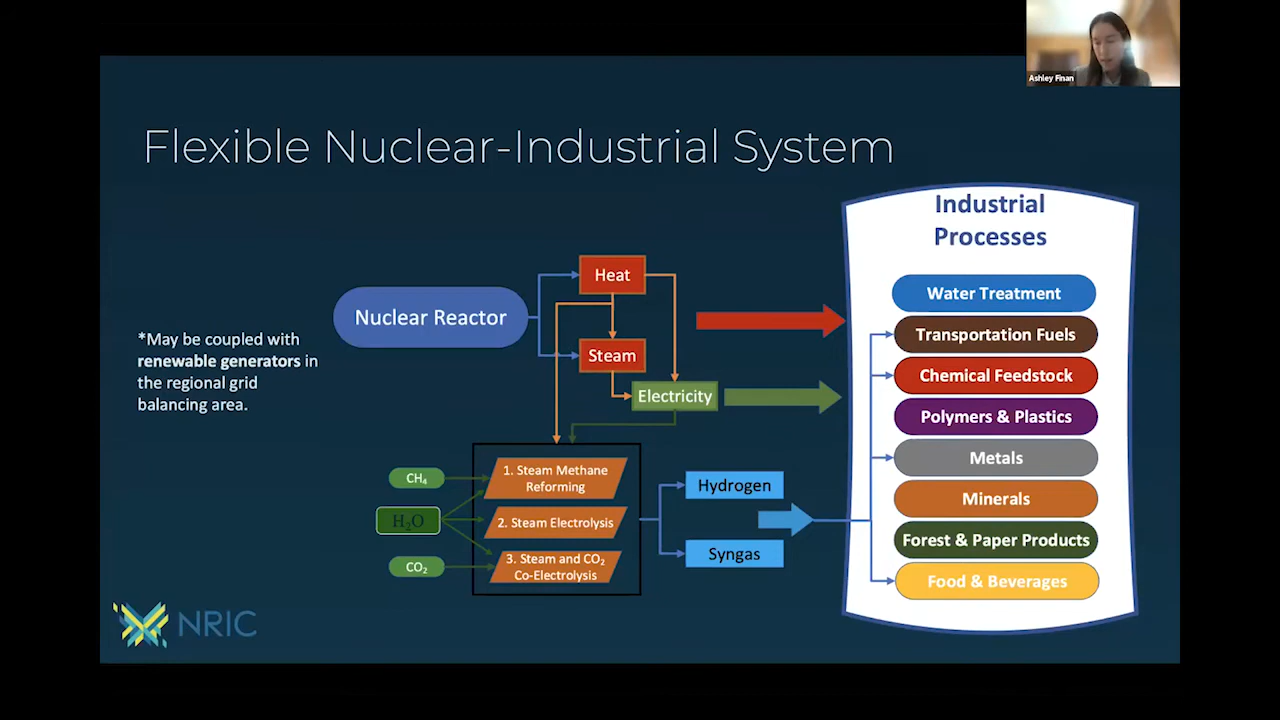 Ashley Finan
Flexible Nuclear-Industrial System
Industrial
Processes
Heat
Nuclear Reactor
Steam
Electricity
*May be coupled with
renewable generators in
the regional grid
balancing area.
Water Treatment
Transportation Fuels
Chemical Feedstock
Polymers & Plastics
Metals
Minerals
Forest & Paper Products
Food & Beverages
CH₄
H₂O
CO₂
1. Steam Methane
Reforming
2. Steam Electrolysis
3. Steam and CO₂
Co-Electrolysis
Hydrogen
Syngas
NRIC